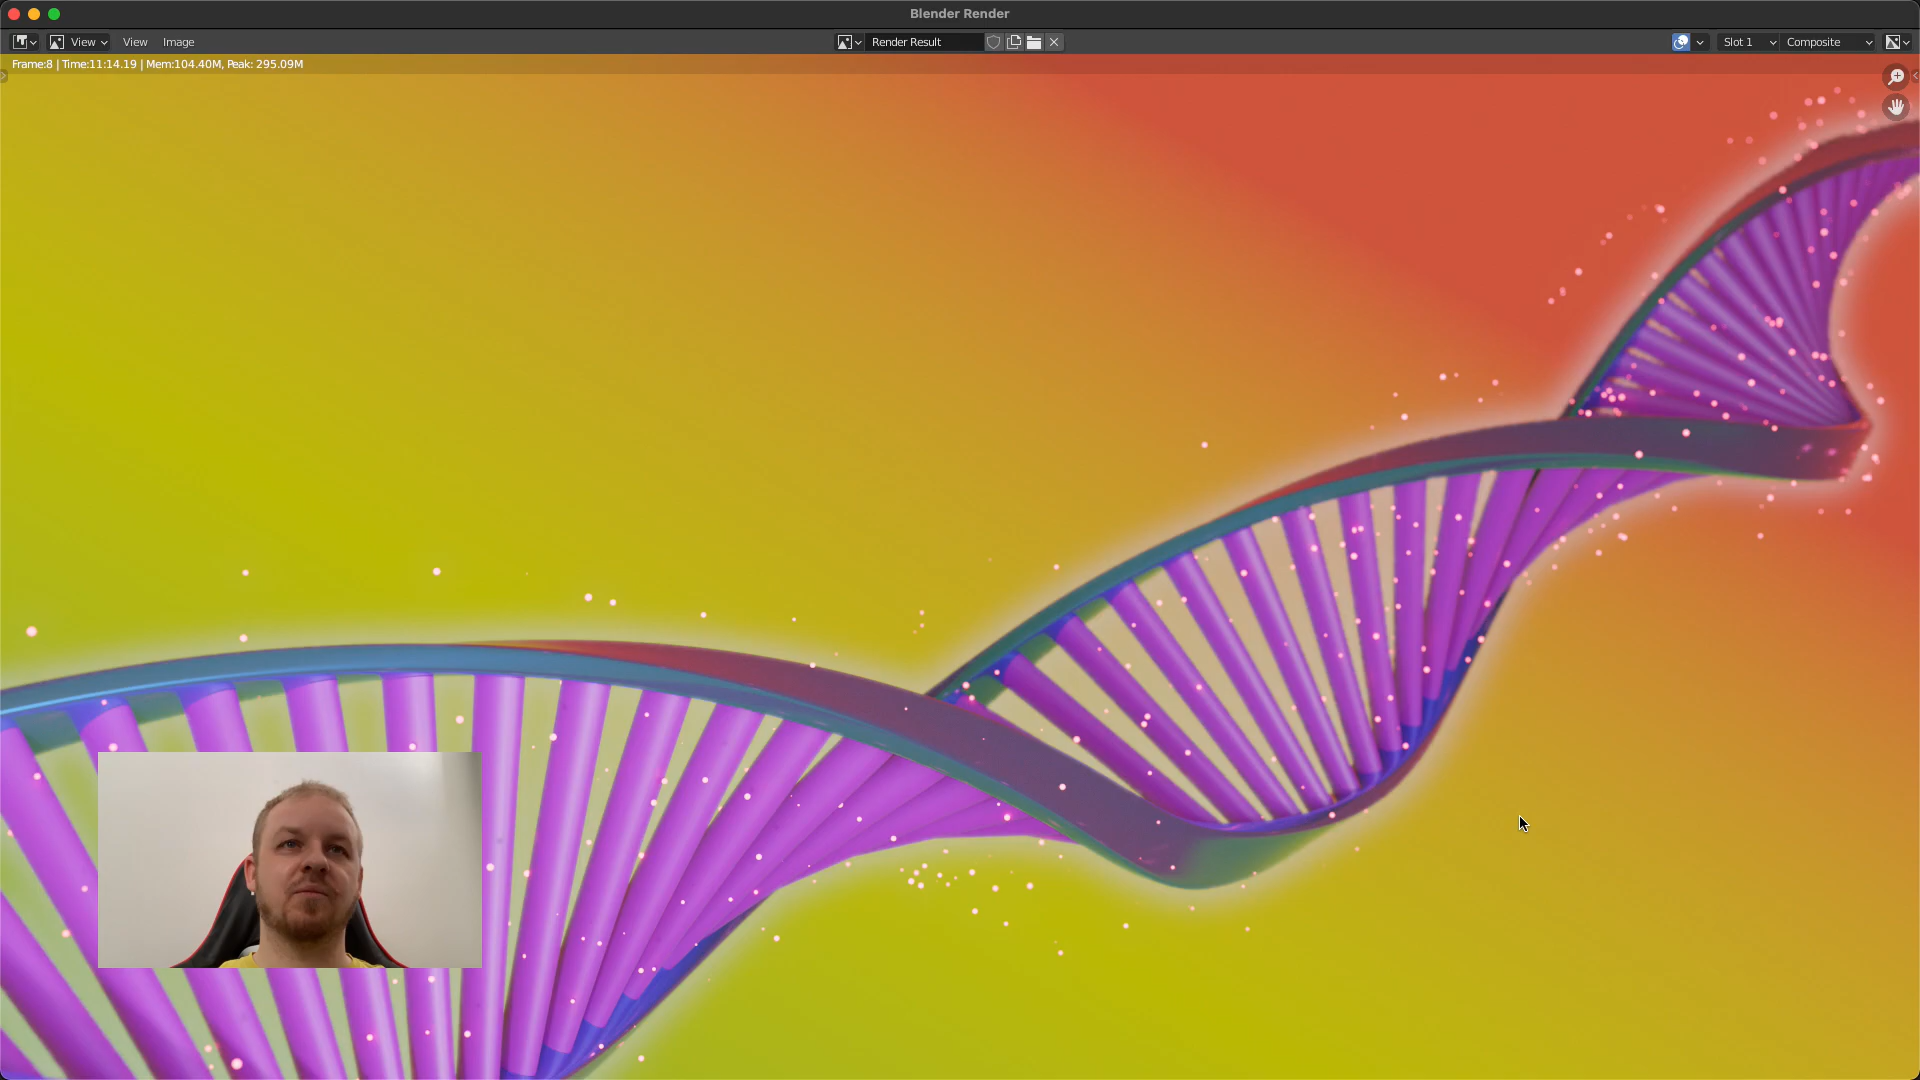 Blender Render
View View Image Render Result Slot 1 Composite
Frame:8 | Time:11:14.19 | Mem:104.40M, Peak: 295.09M